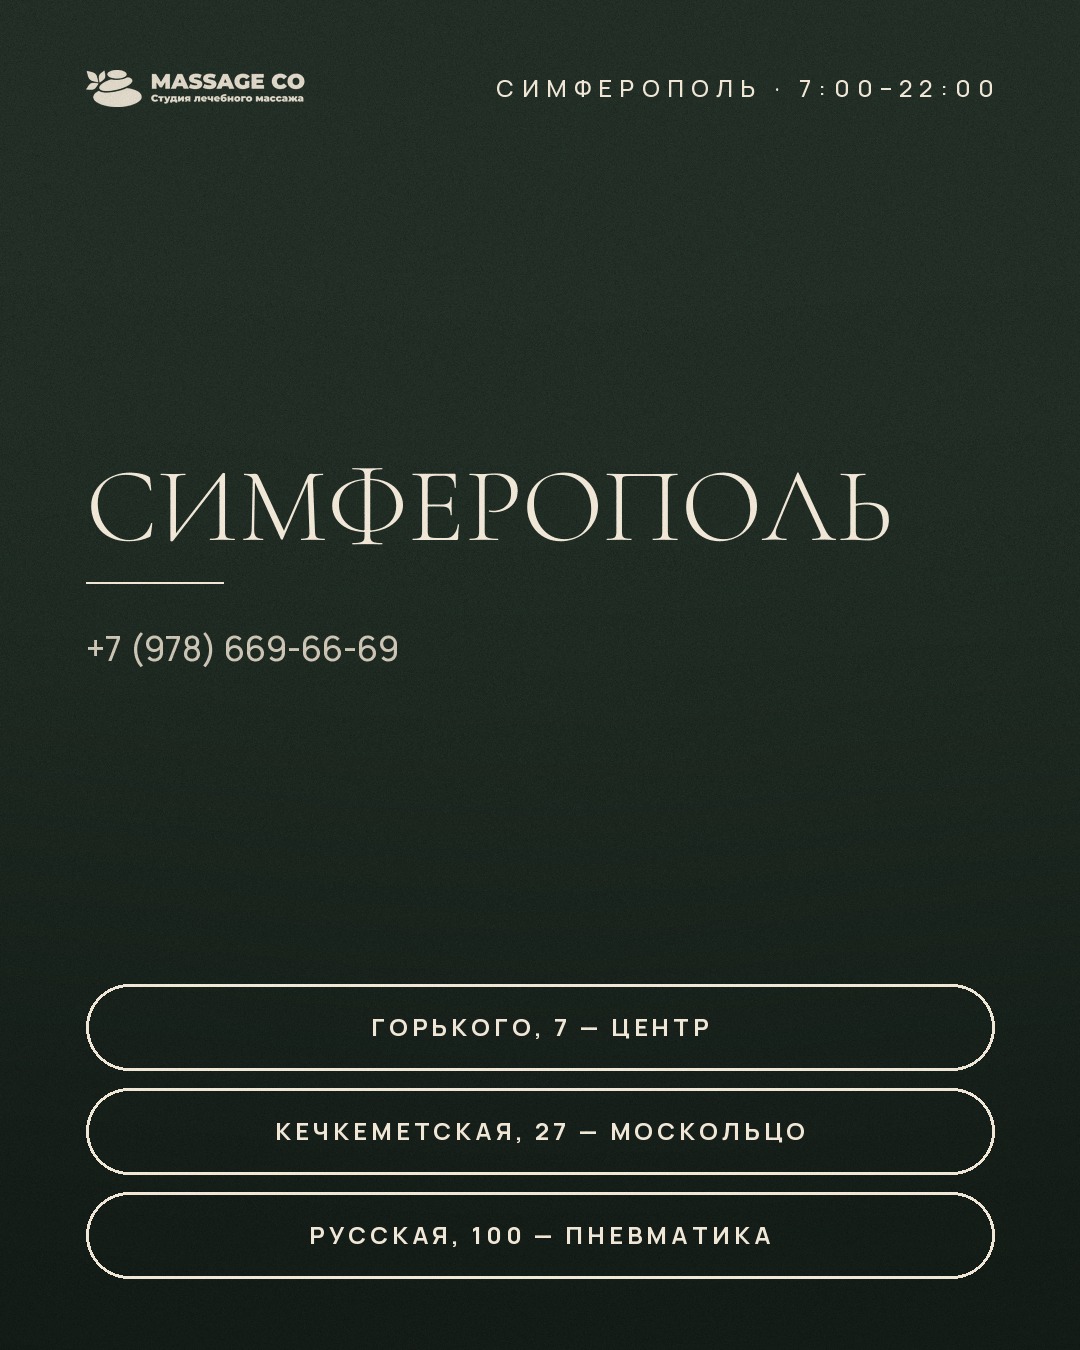 MASSAGE CO
Студия лечебного массажа
СИМФЕРОПОЛЬ · 7:00–22:00
СИМФЕРОПОЛЬ
+7 (978) 669-66-69
ГОРЬКОГО, 7 — ЦЕНТР
КЕЧКЕМЕТСКАЯ, 27 — МОСКОЛЬЦО
РУССКАЯ, 100 — ПНЕВМАТИКА